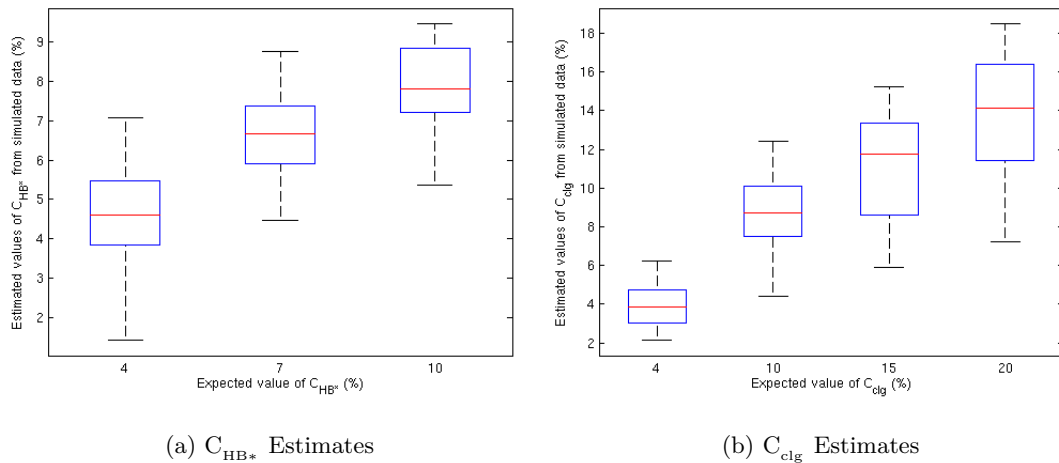 Estimated values of C_HB* from simulated data (%)
9
8
7
6
5
4
3
2
4 7 10
Expected value of C_HB* (%)
(a) C_HB* Estimates
Estimated values of C_clg from simulated data (%)
18
16
14
12
10
8
6
4
2
4 10 15 20
Expected value of C_clg (%)
(b) C_clg Estimates